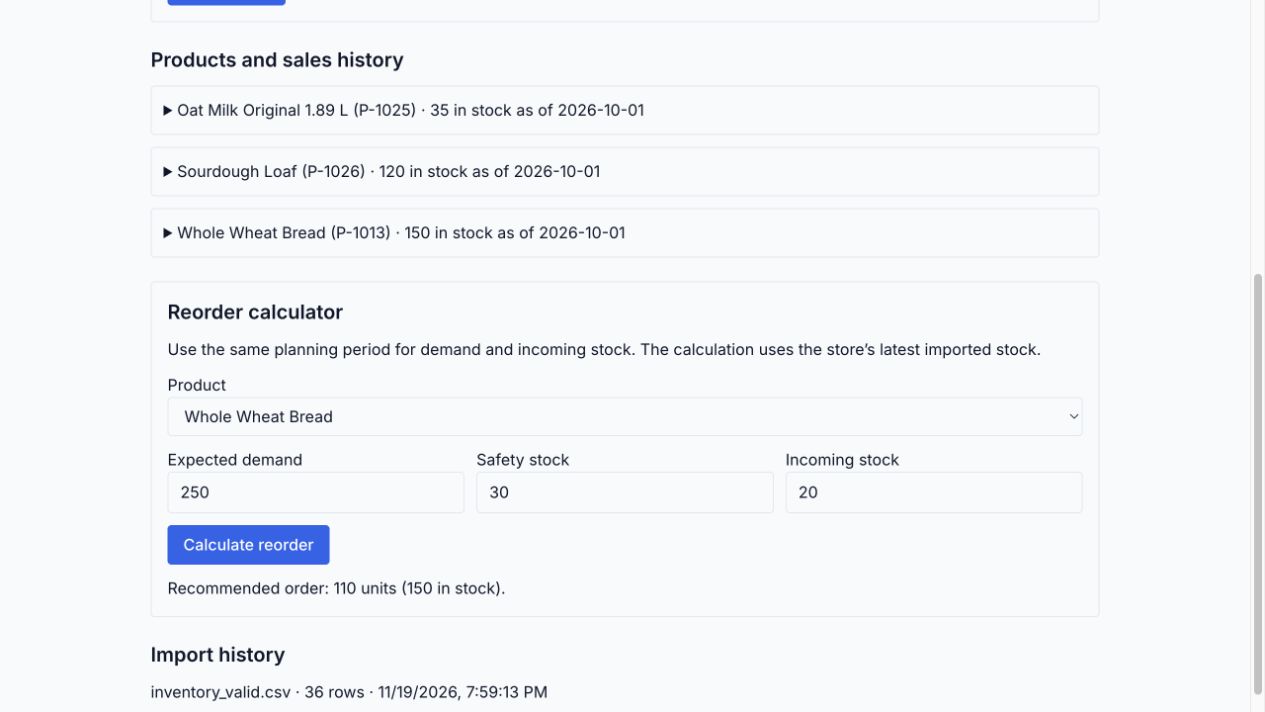 Products and sales history
Oat Milk Original 1.89 L (P-1025) · 35 in stock as of 2026-10-01
Sourdough Loaf (P-1026) · 120 in stock as of 2026-10-01
Whole Wheat Bread (P-1013) · 150 in stock as of 2026-10-01
Reorder calculator
Use the same planning period for demand and incoming stock. The calculation uses the store’s latest imported stock.
Product
Whole Wheat Bread
Expected demand Safety stock Incoming stock
250 30 20
Calculate reorder
Recommended order: 110 units (150 in stock).
Import history
inventory_valid.csv · 36 rows · 11/19/2026, 7:59:13 PM